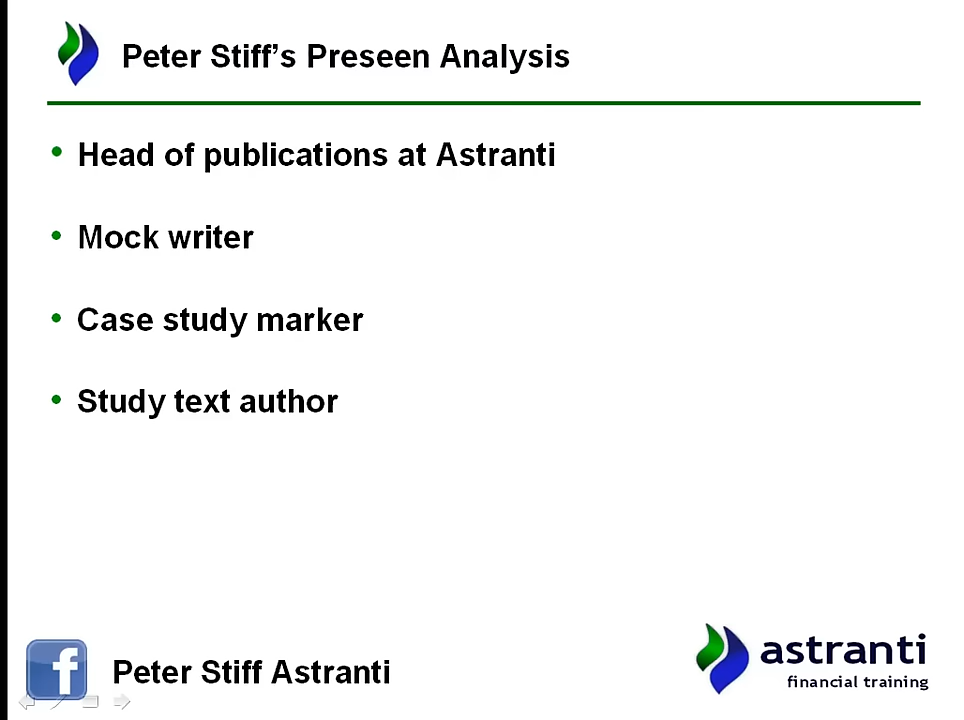 Peter Stiff's Preseen Analysis
• Head of publications at Astranti
• Mock writer
• Case study marker
• Study text author
f
Peter Stiff Astranti
astranti
financial training